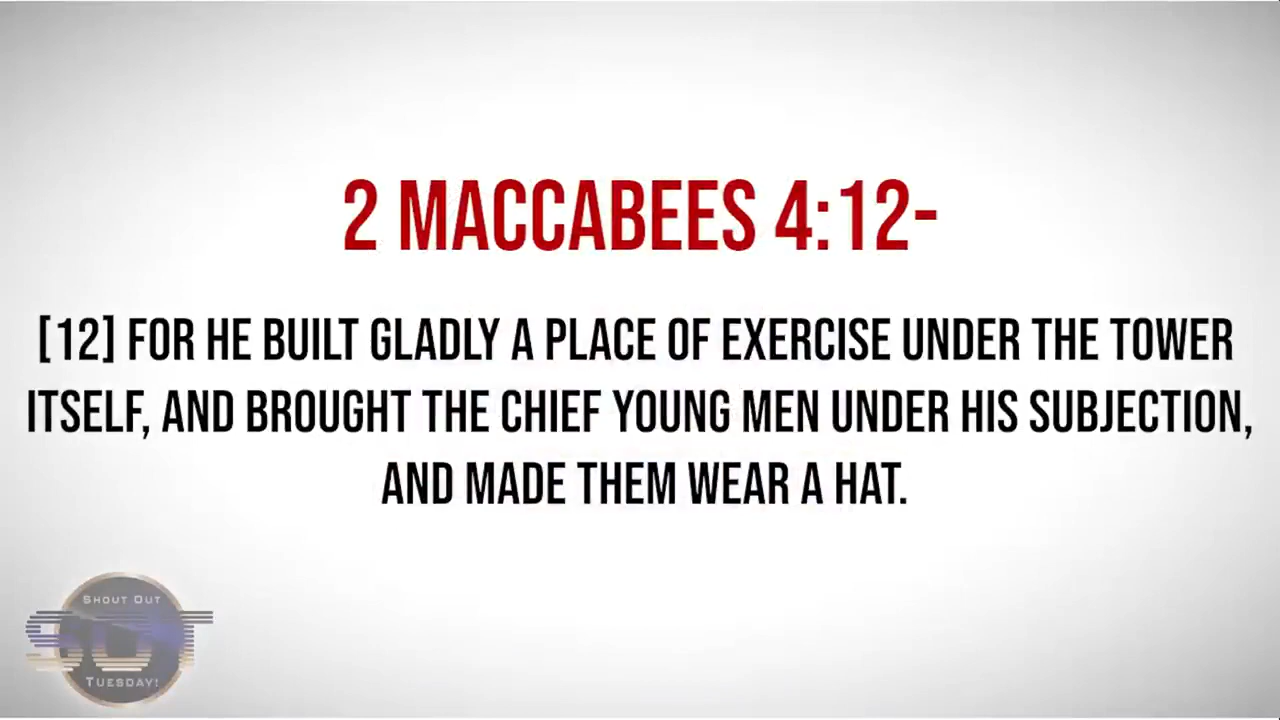 2 MACCABEES 4:12-
[12] FOR HE BUILT GLADLY A PLACE OF EXERCISE UNDER THE TOWER
ITSELF, AND BROUGHT THE CHIEF YOUNG MEN UNDER HIS SUBJECTION,
AND MADE THEM WEAR A HAT.
SHOUT OUT
SOT
TUESDAY!